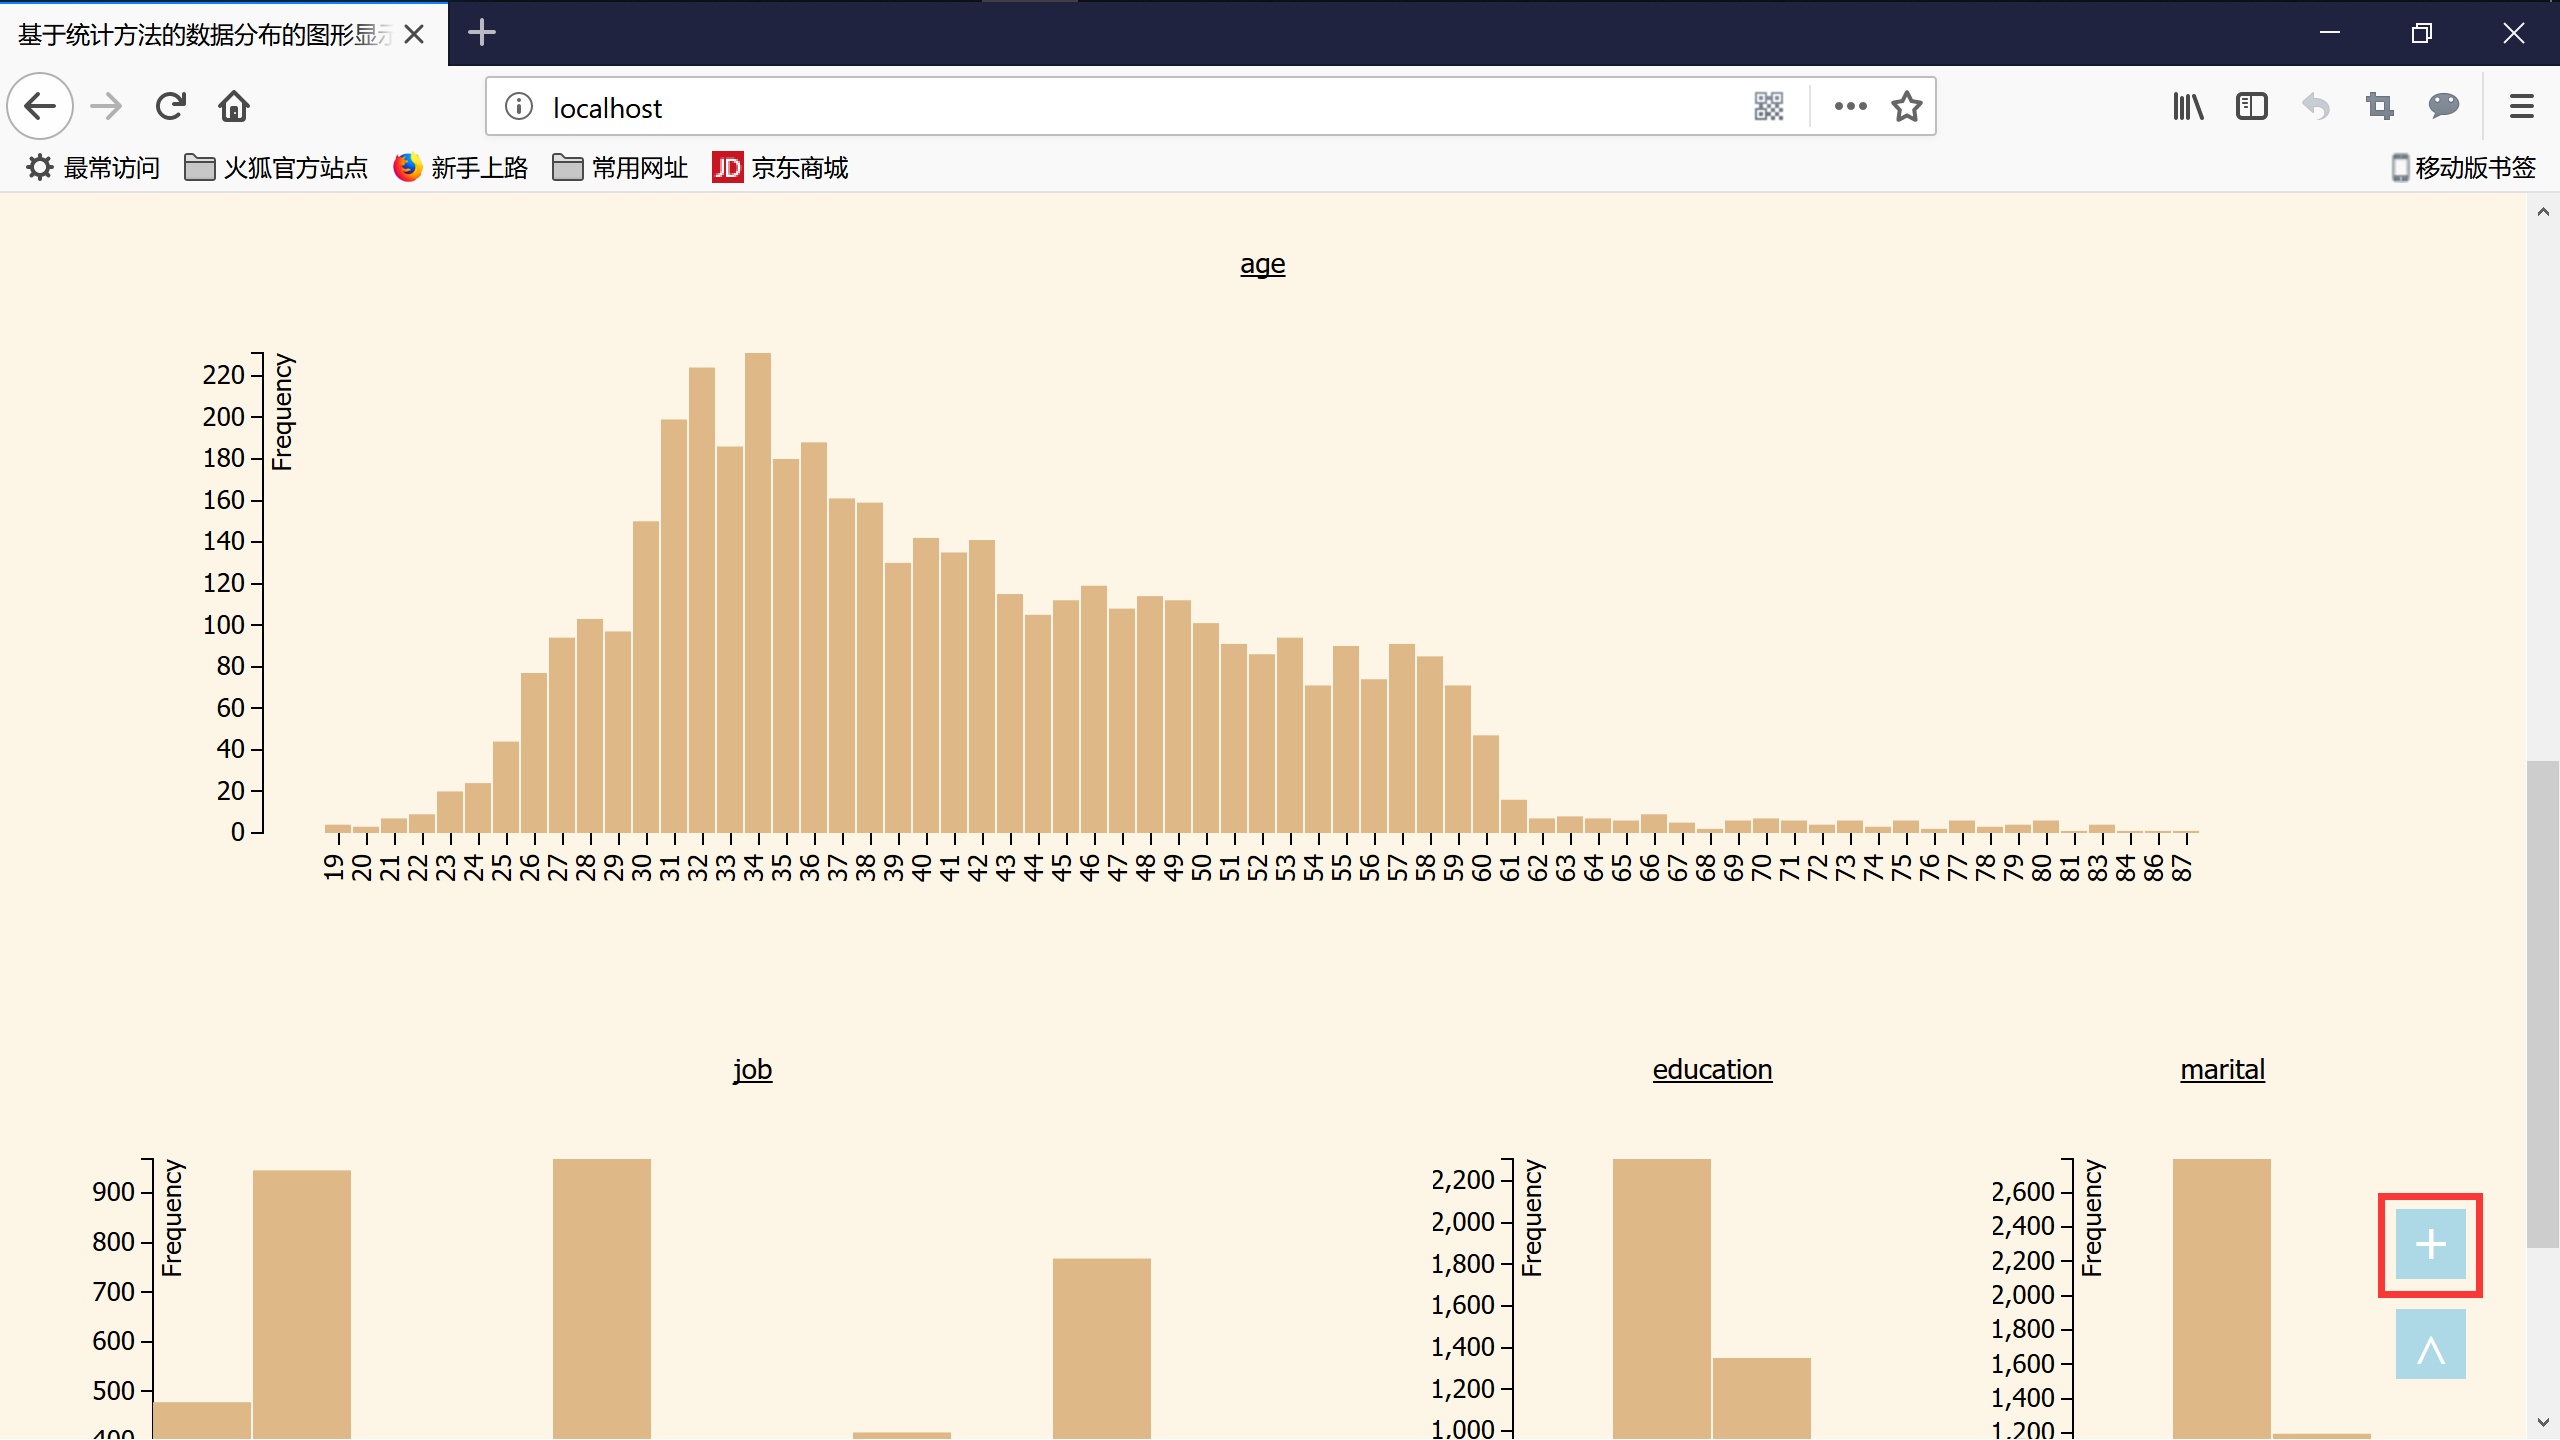 基于统计方法的数据分布的图形显示
localhost
最常访问 火狐官方站点 新手上路 常用网址 JD 京东商城 移动版书签
age
Frequency
220
200
180
160
140
120
100
80
60
40
20
0
19 20 21 22 23 24 25 26 27 28 29 30 31 32 33 34 35 36 37 38 39 40 41 42 43 44 45 46 47 48 49 50 51 52 53 54 55 56 57 58 59 60 61 62 63 64 65 66 67 68 69 70 71 72 73 74 75 76 77 78 79 80 81 83 84 86 87
job
Frequency
900
800
700
600
500
400
education
Frequency
2,200
2,000
1,800
1,600
1,400
1,200
1,000
marital
Frequency
2,600
2,400
2,200
2,000
1,800
1,600
1,400
1,200
+
^